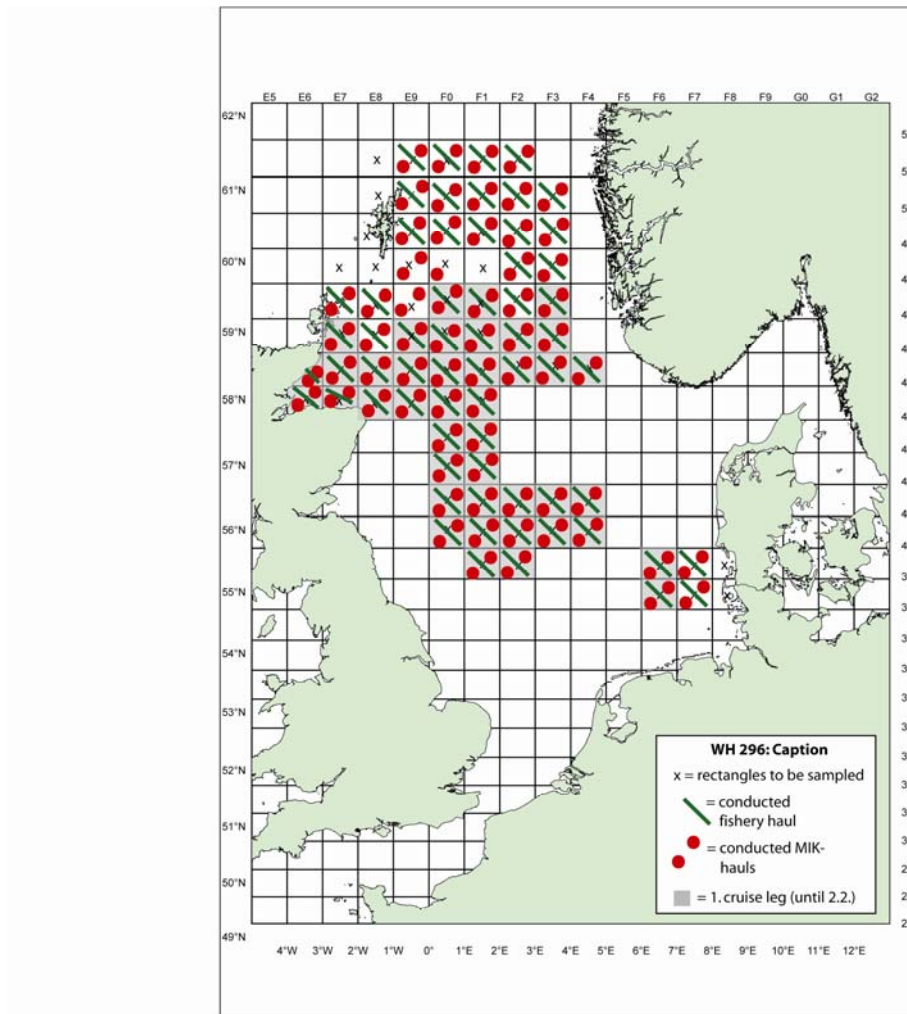 E5 E6 E7 E8 E9 F0 F1 F2 F3 F4 F5 F6 F7 F8 F9 G0 G1 G2
62°N
61°N
60°N
59°N
58°N
57°N
56°N
55°N
54°N
53°N
52°N
51°N
50°N
49°N
WH 296: Caption
x = rectangles to be sampled
= conducted
fishery haul
= conducted MIK-
hauls
= 1. cruise leg (until 2.2.)
4°W 3°W 2°W 1°W 0° 1°E 2°E 3°E 4°E 5°E 6°E 7°E 8°E 9°E 10°E 11°E 12°E